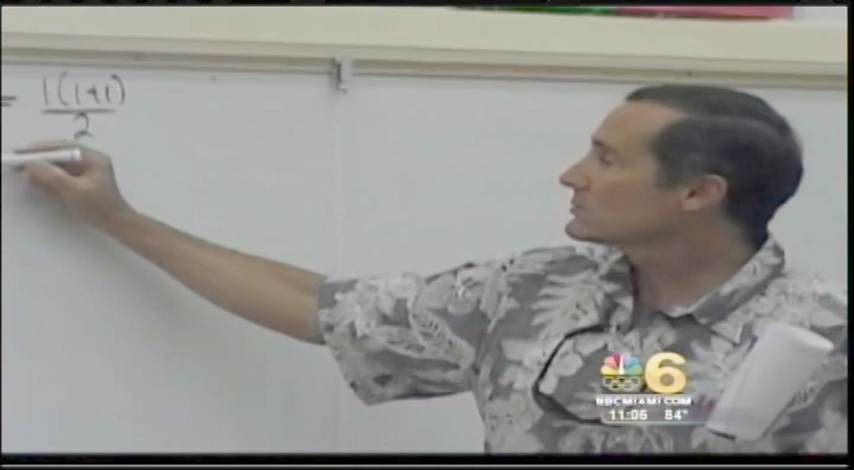 = 1(1+1)
2
6
NBCMIAMI.COM
11:06 84°